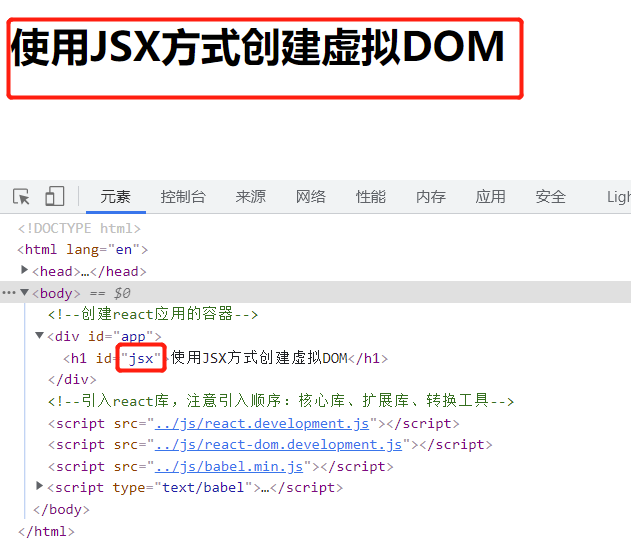 使用JSX方式创建虚拟DOM
元素 控制台 来源 网络 性能 内存 应用 安全 Ligh
<!DOCTYPE html>
<html lang="en">
<head>…</head>
<body> == $0
<!--创建react应用的容器-->
<div id="app">
<h1 id="jsx">使用JSX方式创建虚拟DOM</h1>
</div>
<!--引入react库，注意引入顺序：核心库、扩展库、转换工具-->
<script src="../js/react.development.js"></script>
<script src="../js/react-dom.development.js"></script>
<script src="../js/babel.min.js"></script>
<script type="text/babel">…</script>
</body>
</html>